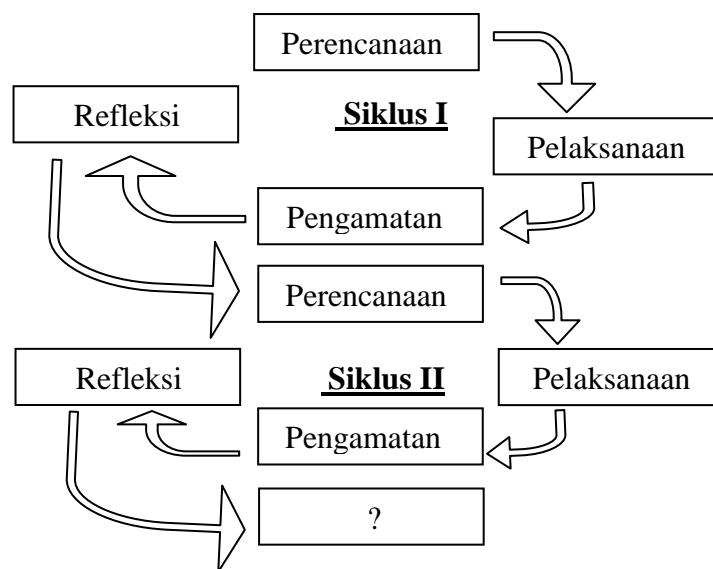 Perencanaan
Refleksi
Siklus I
Pelaksanaan
Pengamatan
Perencanaan
Refleksi
Siklus II
Pelaksanaan
Pengamatan
?